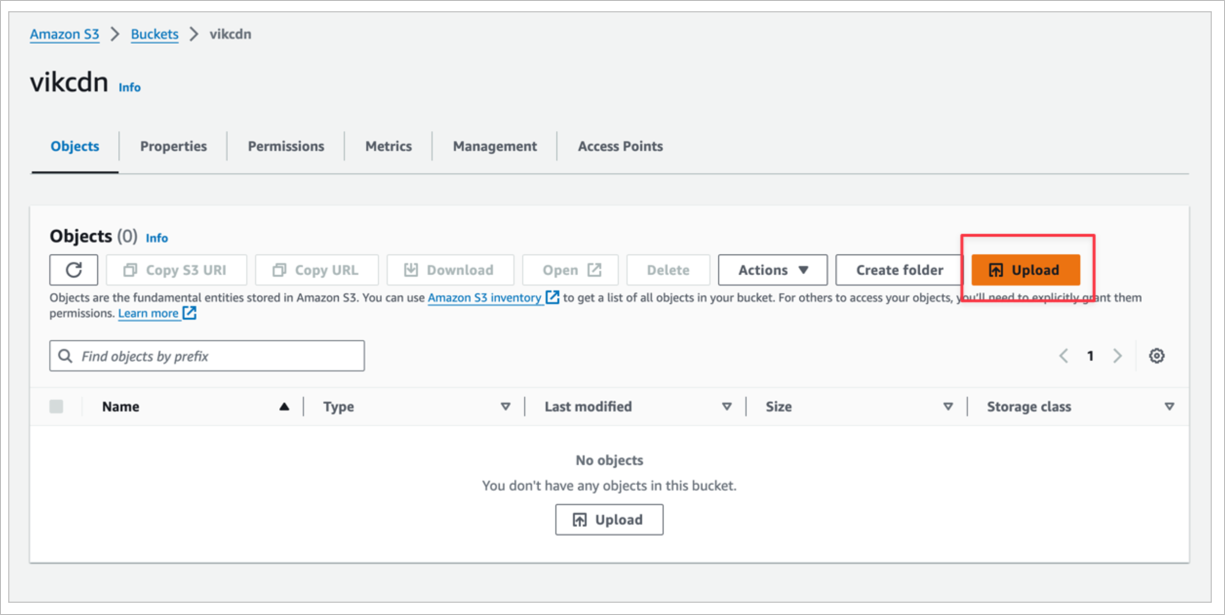 Amazon S3 > Buckets > vikcdn
vikcdn Info
Objects Properties Permissions Metrics Management Access Points
Objects (0) Info
Copy S3 URI Copy URL Download Open Delete Actions Create folder Upload
Objects are the fundamental entities stored in Amazon S3. You can use Amazon S3 inventory to get a list of all objects in your bucket. For others to access your objects, you'll need to explicitly grant them
permissions. Learn more
Find objects by prefix 1
Name Type Last modified Size Storage class
No objects
You don't have any objects in this bucket.
Upload